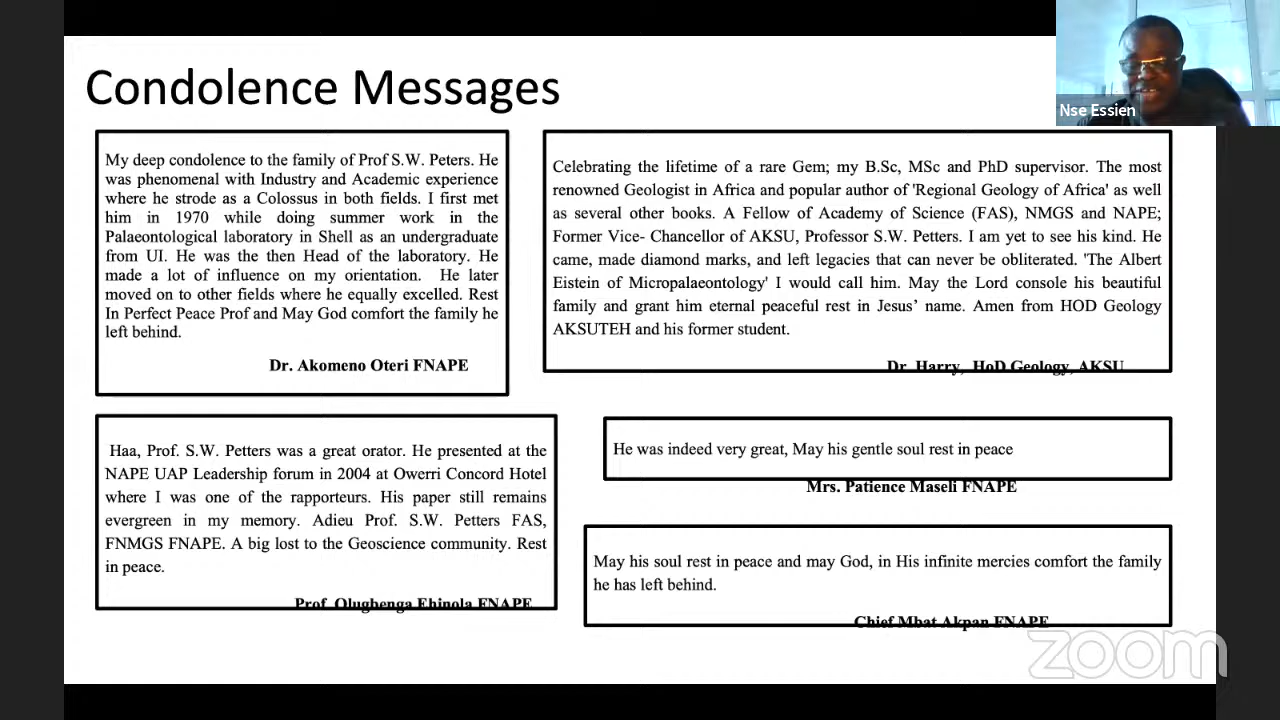 Condolence Messages
Nse Essien
My deep condolence to the family of Prof S.W. Peters. He
was phenomenal with Industry and Academic experience
where he strode as a Colossus in both fields. I first met
him in 1970 while doing summer work in the
Palaeontological laboratory in Shell as an undergraduate
from UI. He was the then Head of the laboratory. He
made a lot of influence on my orientation. He later
moved on to other fields where he equally excelled. Rest
In Perfect Peace Prof and May God comfort the family he
left behind.
Dr. Akomeno Oteri FNAPE
Celebrating the lifetime of a rare Gem; my B.Sc, MSc and PhD supervisor. The most
renowned Geologist in Africa and popular author of 'Regional Geology of Africa' as well
as several other books. A Fellow of Academy of Science (FAS), NMGS and NAPE;
Former Vice- Chancellor of AKSU, Professor S.W. Petters. I am yet to see his kind. He
came, made diamond marks, and left legacies that can never be obliterated. 'The Albert
Eistein of Micropalaeontology' I would call him. May the Lord console his beautiful
family and grant him eternal peaceful rest in Jesus' name. Amen from HOD Geology
AKSUTEH and his former student.
Dr. Harry, HoD Geology, AKSU
Haa, Prof. S.W. Petters was a great orator. He presented at the
NAPE UAP Leadership forum in 2004 at Owerri Concord Hotel
where I was one of the rapporteurs. His paper still remains
evergreen in my memory. Adieu Prof. S.W. Petters FAS,
FNMGS FNAPE. A big lost to the Geoscience community. Rest
in peace.
Prof. Olugbenga Ehinola FNAPE
He was indeed very great, May his gentle soul rest in peace
Mrs. Patience Maseli FNAPE
May his soul rest in peace and may God, in His infinite mercies comfort the family
he has left behind.
Chief Mbat Akpan FNAPE
zoom